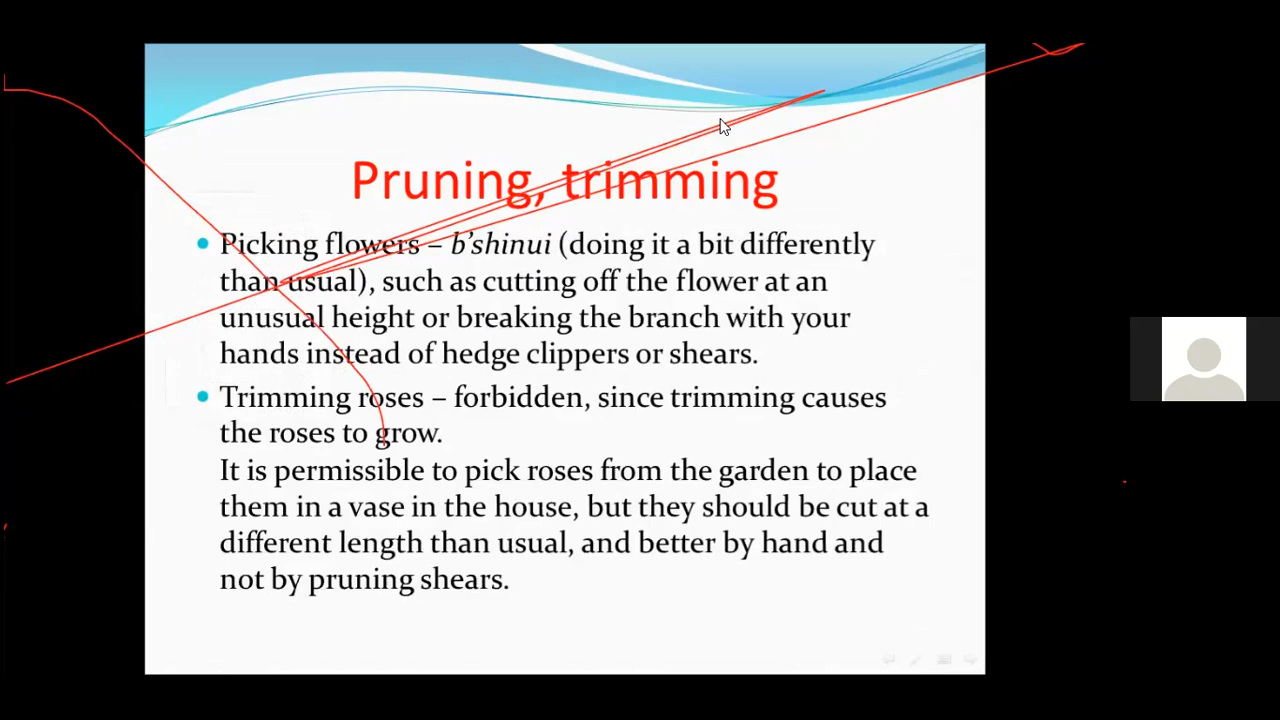 Pruning, trimming
Picking flowers – b’shinui (doing it a bit differently
than usual), such as cutting off the flower at an
unusual height or breaking the branch with your
hands instead of hedge clippers or shears.
Trimming roses – forbidden, since trimming causes
the roses to grow.
It is permissible to pick roses from the garden to place
them in a vase in the house, but they should be cut at a
different length than usual, and better by hand and
not by pruning shears.